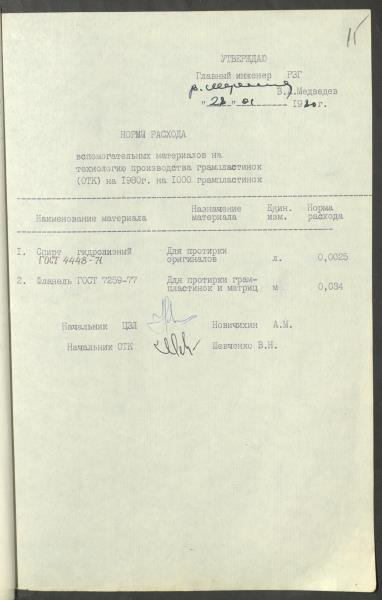 15
УТВЕРЖДАЮ
Главный инженер РЗГ
В.Медведев
"28" 01 1980г.
НОРМЫ РАСХОДА
вспомогательных материалов на
технологию производства грампластинок
(ОТК) на 1980г. на 1000 грампластинок
Наименование материала Назначение материала Един. изм. Норма расхода
1. Спирт гидролизный ГОСТ 4448-71 Для протирки оригиналов л. 0,0025
2. Фланель ГОСТ 7259-77 Для протирки грам-пластинок и матриц м 0,034
Начальник ЦЗЛ Новичихин А.М.
Начальник ОТК Шевченко В.Н.